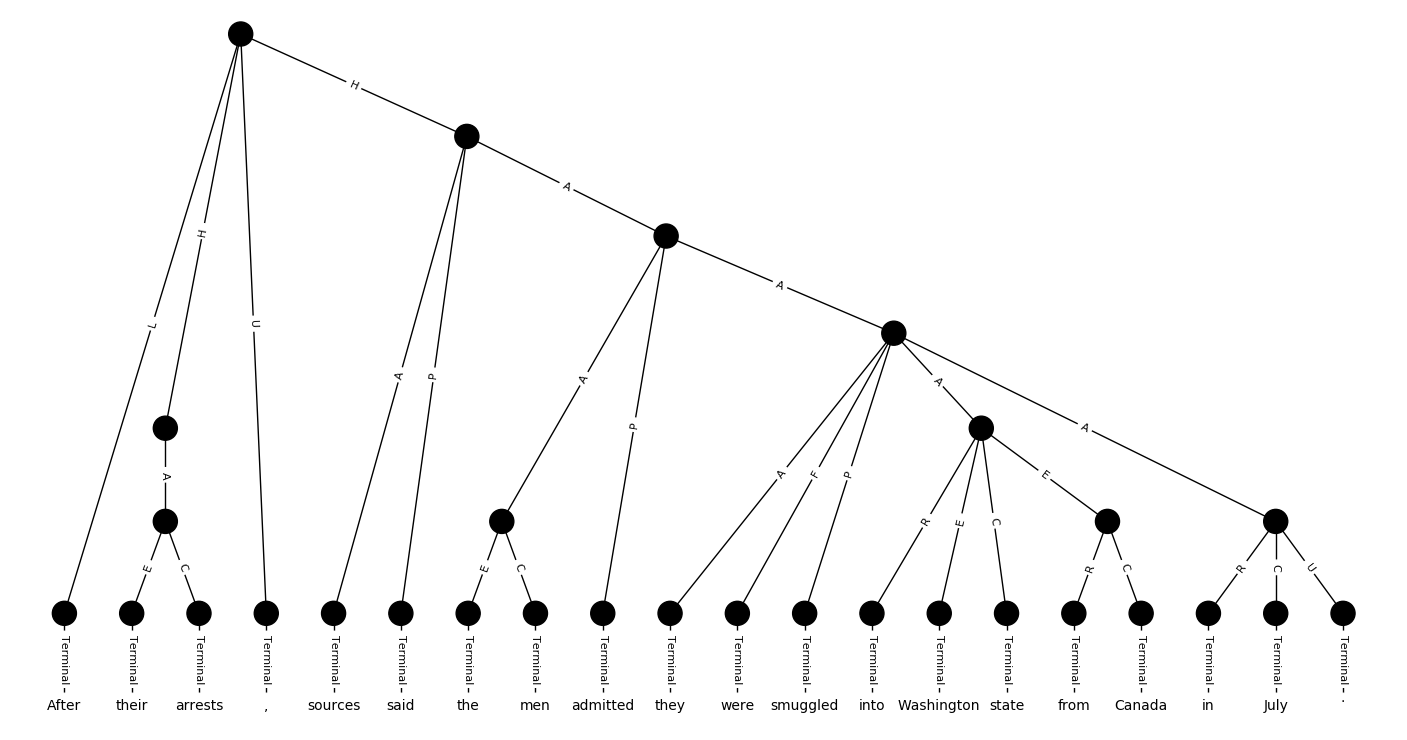 H
A
H
A
L
U
A
P
A
A
A
P
A
A
F
P
A
R
E
C
E
E
C
E
C
R
C
R
C
U
Terminal Terminal Terminal Terminal Terminal Terminal Terminal Terminal Terminal Terminal Terminal Terminal Terminal Terminal Terminal Terminal Terminal Terminal Terminal Terminal
After their arrests , sources said the men admitted they were smuggled into Washington state from Canada in July .